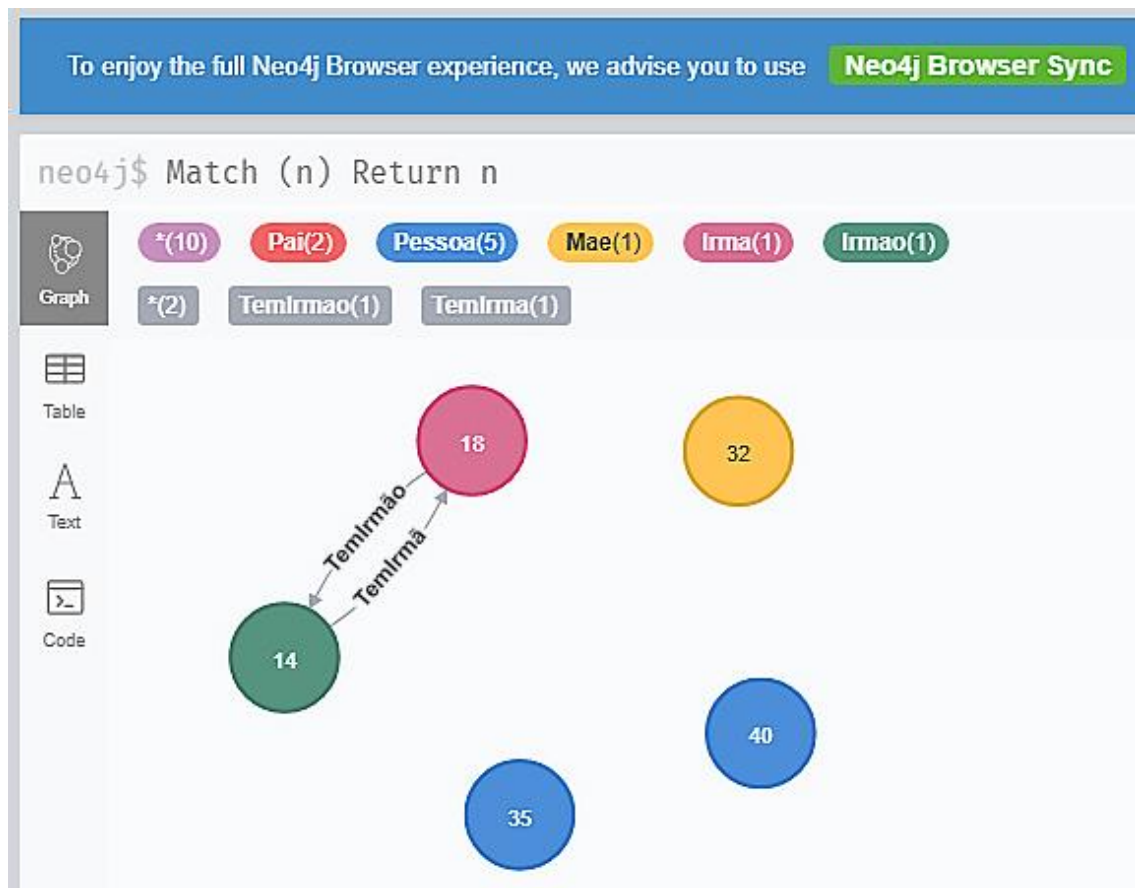 To enjoy the full Neo4j Browser experience, we advise you to use Neo4j Browser Sync
neo4j$ Match (n) Return n
*(10) Pai(2) Pessoa(5) Mae(1) Irma(1) Irmao(1)
Graph
*(2) TemIrmao(1) TemIrma(1)
Table
18
32
Text
TemIrmão
TemIrmã
Code
14
40
35